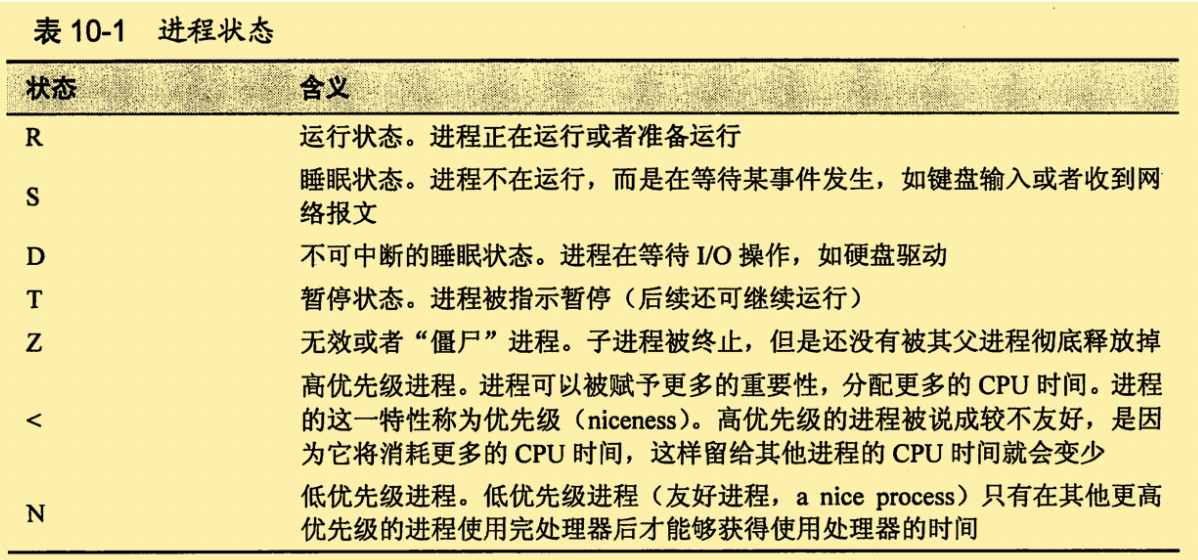 表 10-1 进程状态
状态 含义
R 运行状态。进程正在运行或者准备运行
S 睡眠状态。进程不在运行，而是在等待某事件发生，如键盘输入或者收到网
络报文
D 不可中断的睡眠状态。进程在等待 I/O 操作，如硬盘驱动
T 暂停状态。进程被指示暂停（后续还可继续运行）
Z 无效或者“僵尸”进程。子进程被终止，但是还没有被其父进程彻底释放掉
高优先级进程。进程可以被赋予更多的重要性，分配更多的 CPU 时间。进程
< 的这一特性称为优先级（niceness）。高优先级的进程被说成较不友好，是因
为它将消耗更多的 CPU 时间，这样留给其他进程的 CPU 时间就会变少
N 低优先级进程。低优先级进程（友好进程，a nice process）只有在其他更高
优先级的进程使用完处理器后才能够获得使用处理器的时间